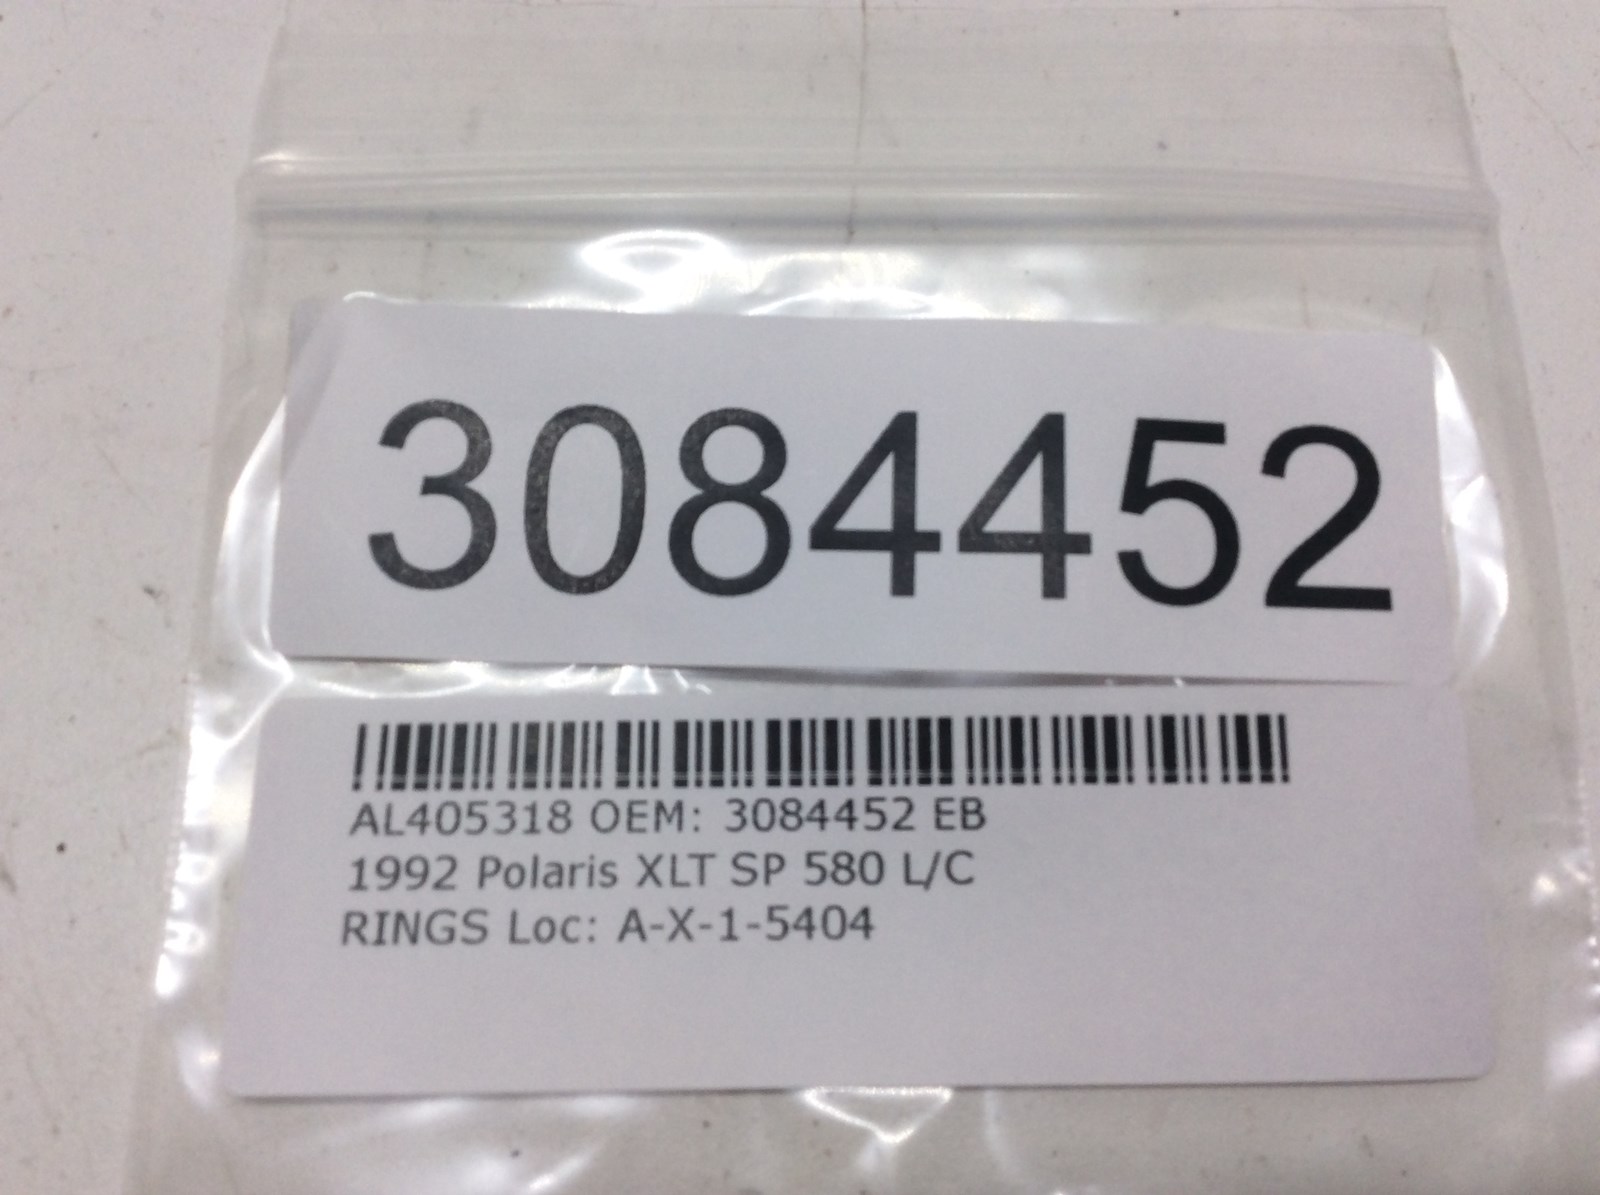 3084452
AL405318 OEM: 3084452 EB
1992 Polaris XLT SP 580 L/C
RINGS Loc: A-X-1-5404